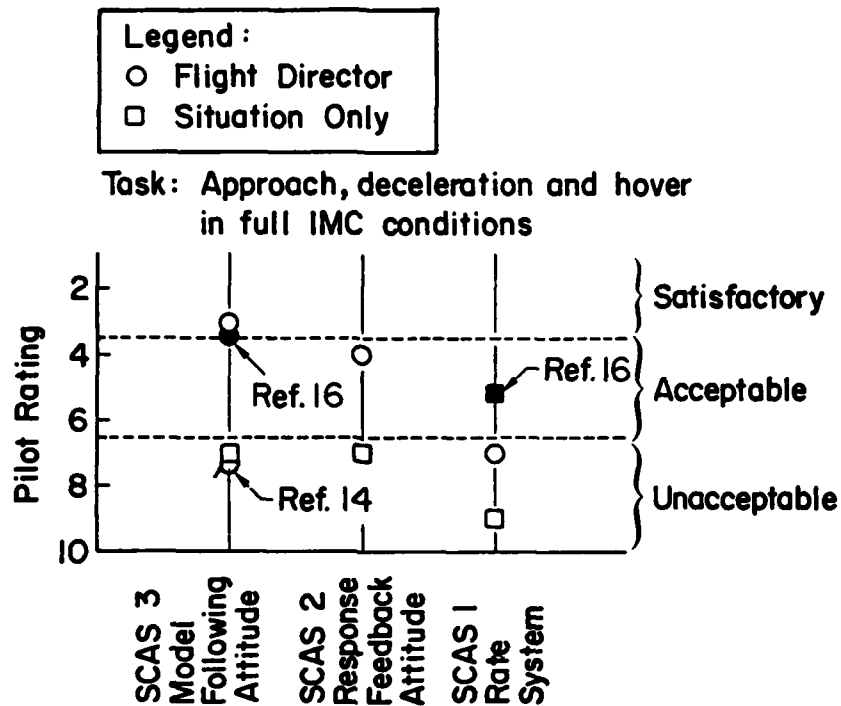 Legend:
Flight Director
Situation Only
Task: Approach, deceleration and hover
in full IMC conditions
Pilot Rating
2
4
6
8
10
Satisfactory
Acceptable
Unacceptable
Ref. 16
Ref. 16
Ref. 14
SCAS 3
Model
Following
Attitude
SCAS 2
Response
Feedback
Attitude
SCAS 1
Rate
System